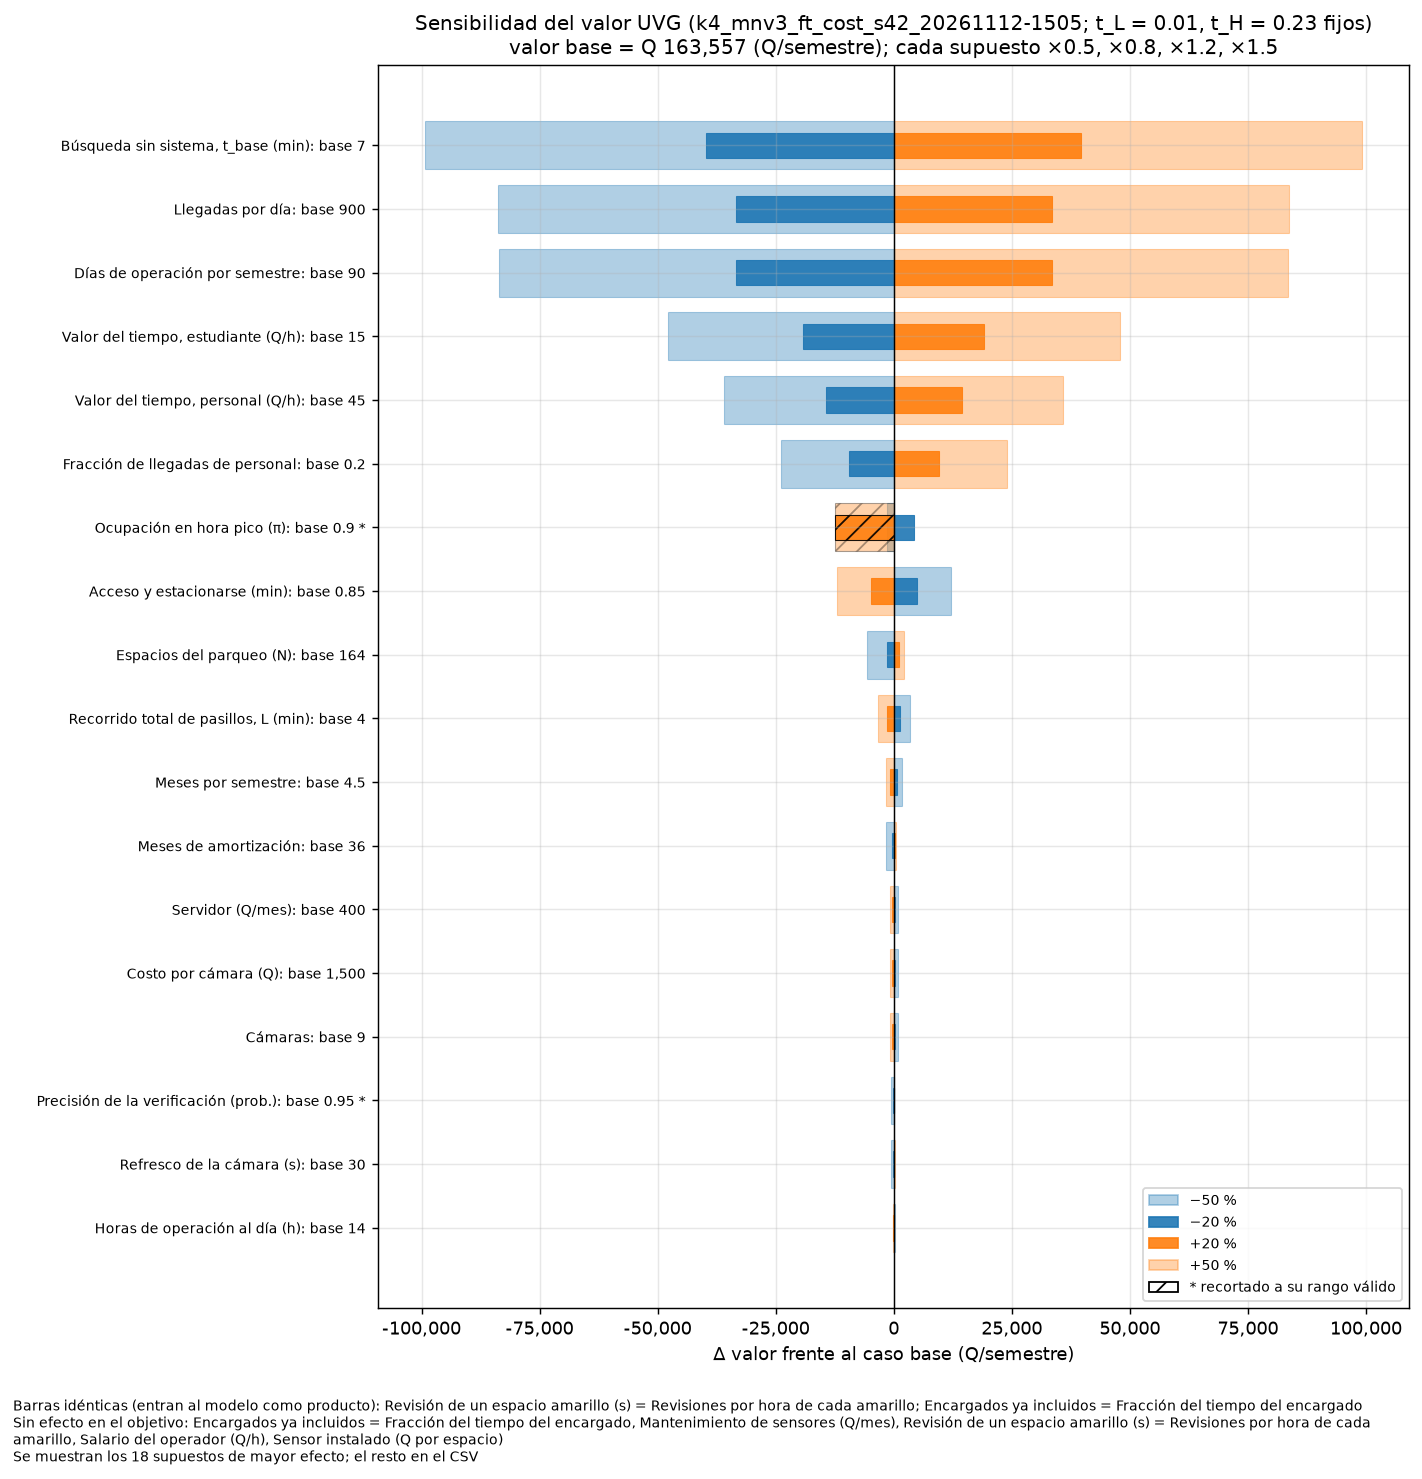 Sensibilidad del valor UVG (k4_mnv3_ft_cost_s42_20261112-1505; t_L = 0.01, t_H = 0.23 fijos)
valor base = Q 163,557 (Q/semestre); cada supuesto ×0.5, ×0.8, ×1.2, ×1.5
Búsqueda sin sistema, t_base (min): base 7
Llegadas por día: base 900
Días de operación por semestre: base 90
Valor del tiempo, estudiante (Q/h): base 15
Valor del tiempo, personal (Q/h): base 45
Fracción de llegadas de personal: base 0.2
Ocupación en hora pico (π): base 0.9 *
Acceso y estacionarse (min): base 0.85
Espacios del parqueo (N): base 164
Recorrido total de pasillos, L (min): base 4
Meses por semestre: base 4.5
Meses de amortización: base 36
Servidor (Q/mes): base 400
Costo por cámara (Q): base 1,500
Cámaras: base 9
Precisión de la verificación (prob.): base 0.95 *
Refresco de la cámara (s): base 30
Horas de operación al día (h): base 14
−50 %
−20 %
+20 %
+50 %
* recortado a su rango válido
-100,000 -75,000 -50,000 -25,000 0 25,000 50,000 75,000 100,000
Δ valor frente al caso base (Q/semestre)
Barras idénticas (entran al modelo como producto): Revisión de un espacio amarillo (s) = Revisiones por hora de cada amarillo; Encargados ya incluidos = Fracción del tiempo del encargado
Sin efecto en el objetivo: Encargados ya incluidos = Fracción del tiempo del encargado, Mantenimiento de sensores (Q/mes), Revisión de un espacio amarillo (s) = Revisiones por hora de cada
amarillo, Salario del operador (Q/h), Sensor instalado (Q por espacio)
Se muestran los 18 supuestos de mayor efecto; el resto en el CSV